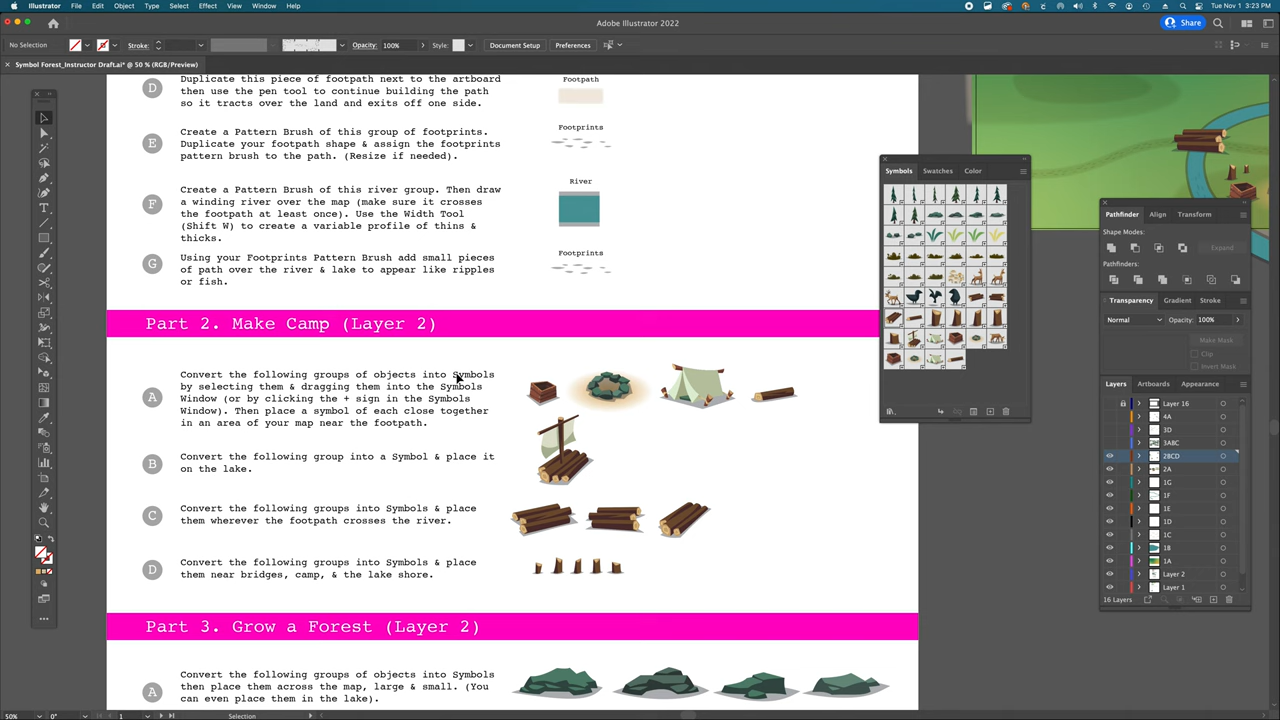 Illustrator File Edit Object Type Select Effect View Window Help
Tue Nov 1 3:23 PM
Adobe Illustrator 2022
Share
No Selection
Stroke:
Opacity: 100%
Style:
Document Setup
Preferences
Symbol Forest_Instructor Draft.ai* @ 50 % (RGB/Preview)
D
Duplicate this piece of footpath next to the artboard
then use the pen tool to continue building the path
so it tracts over the land and exits off one side.
Footpath
E
Create a Pattern Brush of this group of footprints.
Duplicate your footpath shape & assign the footprints
pattern brush to the path. (Resize if needed).
Footprints
F
Create a Pattern Brush of this river group. Then draw
a winding river over the map (make sure it crosses
the footpath at least once). Use the Width Tool
(Shift W) to create a variable profile of thins &
thicks.
River
G
Using your Footprints Pattern Brush add small pieces
of path over the river & lake to appear like ripples
or fish.
Footprints
Part 2. Make Camp (Layer 2)
A
Convert the following groups of objects into Symbols
by selecting them & dragging them into the Symbols
Window (or by clicking the + sign in the Symbols
Window). Then place a symbol of each close together
in an area of your map near the footpath.
B
Convert the following group into a Symbol & place it
on the lake.
C
Convert the following groups into Symbols & place
them wherever the footpath crosses the river.
D
Convert the following groups into Symbols & place
them near bridges, camp, & the lake shore.
Part 3. Grow a Forest (Layer 2)
A
Convert the following groups of objects into Symbols
then place them across the map, large & small. (You
can even place them in the lake).
Symbols Swatches Color
Pathfinder Align Transform
Shape Modes:
Expand
Pathfinders:
Transparency Gradient Stroke
Normal Opacity: 100%
Make Mask
Clip
Invert Mask
Layers Artboards Appearance
Layer 16
4A
3D
3ABC
2BCD
2A
1G
1F
1E
1D
1C
1B
1A
Layer 2
Layer 1
16 Layers
50% 0° 1 Selection